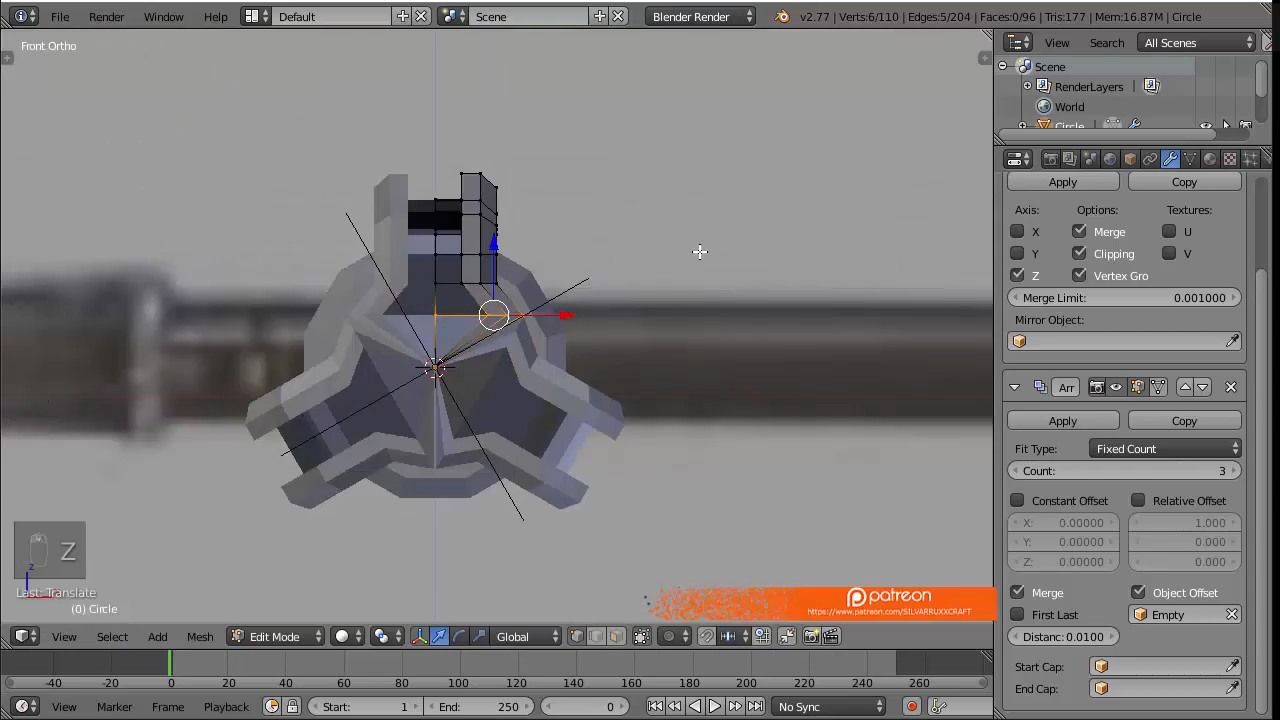 File Render Window Help Default Scene Blender Render v2.77 | Verts:6/110 | Edges:5/204 | Faces:0/96 | Tris:177 | Mem:16.87M | Circle
Front Ortho
View Search All Scenes
Scene
RenderLayers |
World
Circle
Apply Copy
Axis: Options: Textures:
X Merge U
Y Clipping V
Z Vertex Gro
Merge Limit: 0.001000
Mirror Object:
Arr
Apply Copy
Fit Type: Fixed Count
Count: 3
Constant Offset Relative Offset
X: 0.00000 1.000
Y: 0.00000 0.000
Z: 0.00000 0.000
Merge Object Offset
First Last Empty
Distanc: 0.0100
Start Cap:
End Cap:
Z
z
Last: Translate
(0) Circle
patreon
https://www.patreon.com/SILVARRUXXCRAFT
View Select Add Mesh Edit Mode Global
-40 -20 0 20 40 60 80 100 120 140 160 180 200 220 240 260
View Marker Frame Playback Start: 1 End: 250 0 No Sync